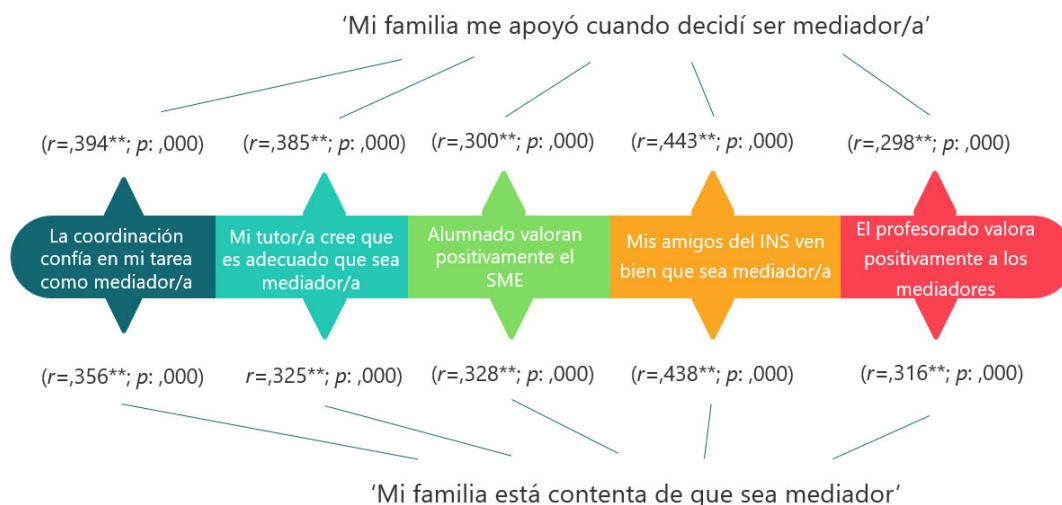 ‘Mi familia me apoyó cuando decidí ser mediador/a’
(r=,394**; p: ,000)
(r=,385**; p: ,000)
(r=,300**; p: ,000)
(r=,443**; p: ,000)
(r=,298**; p: ,000)
La coordinación
confía en mi tarea
como mediador/a
Mi tutor/a cree que
es adecuado que sea
mediador/a
Alumnado valoran
positivamente el
SME
Mis amigos del INS ven
bien que sea mediador/a
El profesorado valora
positivamente a los
mediadores
(r=,356**; p: ,000)
r=,325**; p: ,000)
(r=,328**; p: ,000)
(r=,438**; p: ,000)
(r=,316**; p: ,000)
‘Mi familia está contenta de que sea mediador’